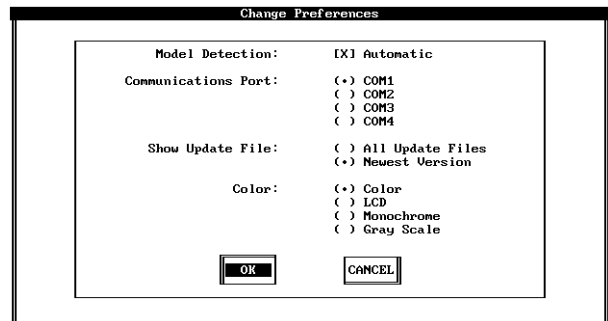 Change Preferences
Model Detection: [X] Automatic
Communications Port: (•) COM1
( ) COM2
( ) COM3
( ) COM4
Show Update File: ( ) All Update Files
(•) Newest Version
Color: (•) Color
( ) LCD
( ) Monochrome
( ) Gray Scale
OK CANCEL